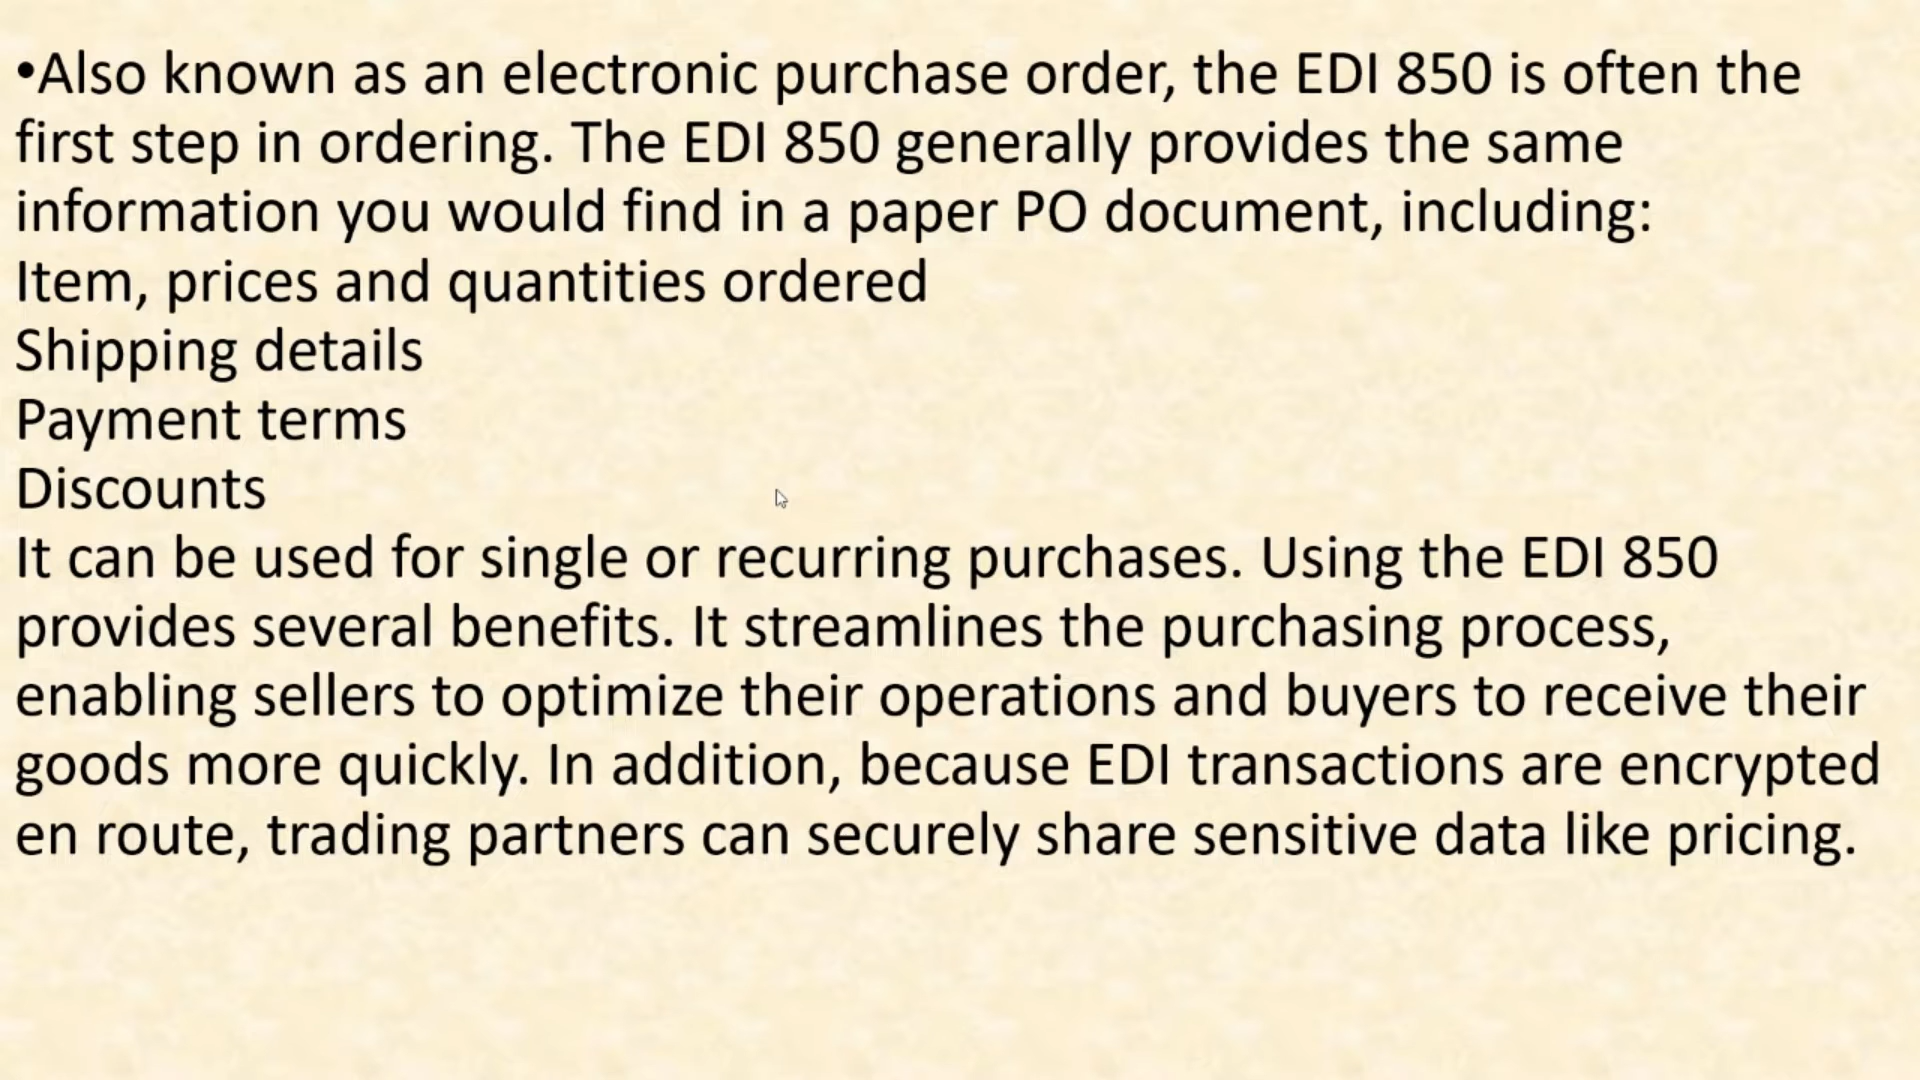 •Also known as an electronic purchase order, the EDI 850 is often the
first step in ordering. The EDI 850 generally provides the same
information you would find in a paper PO document, including:
Item, prices and quantities ordered
Shipping details
Payment terms
Discounts
It can be used for single or recurring purchases. Using the EDI 850
provides several benefits. It streamlines the purchasing process,
enabling sellers to optimize their operations and buyers to receive their
goods more quickly. In addition, because EDI transactions are encrypted
en route, trading partners can securely share sensitive data like pricing.